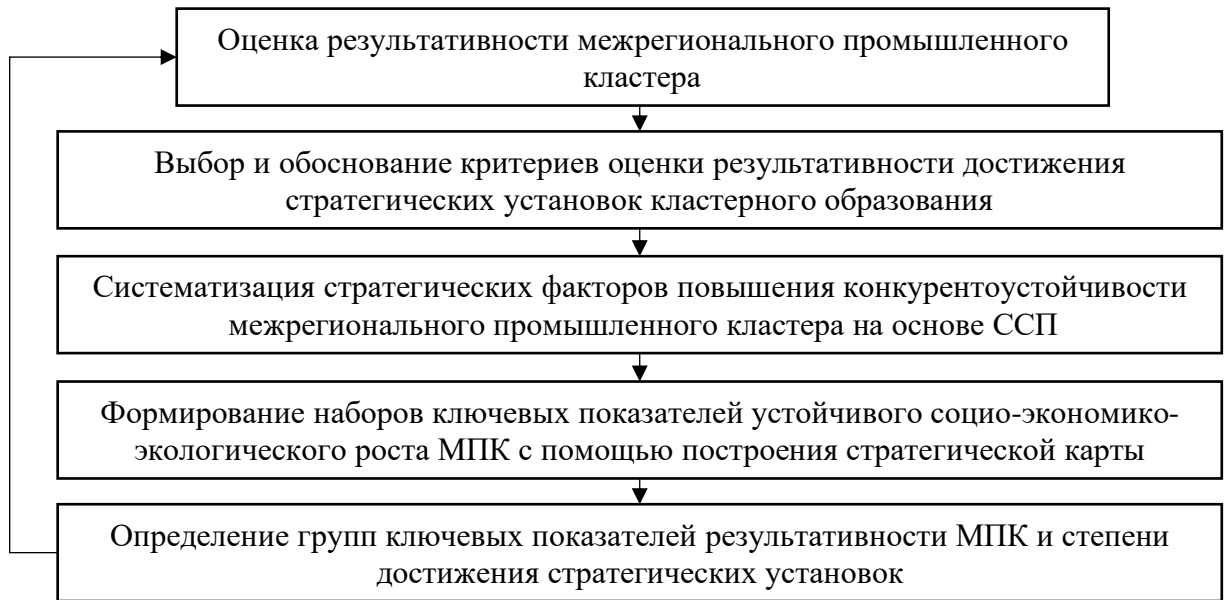 Оценка результативности межрегионального промышленного
кластера
Выбор и обоснование критериев оценки результативности достижения
стратегических установок кластерного образования
Систематизация стратегических факторов повышения конкурентоустойчивости
межрегионального промышленного кластера на основе ССП
Формирование наборов ключевых показателей устойчивого социо-экономико-
экологического роста МПК с помощью построения стратегической карты
Определение групп ключевых показателей результативности МПК и степени
достижения стратегических установок